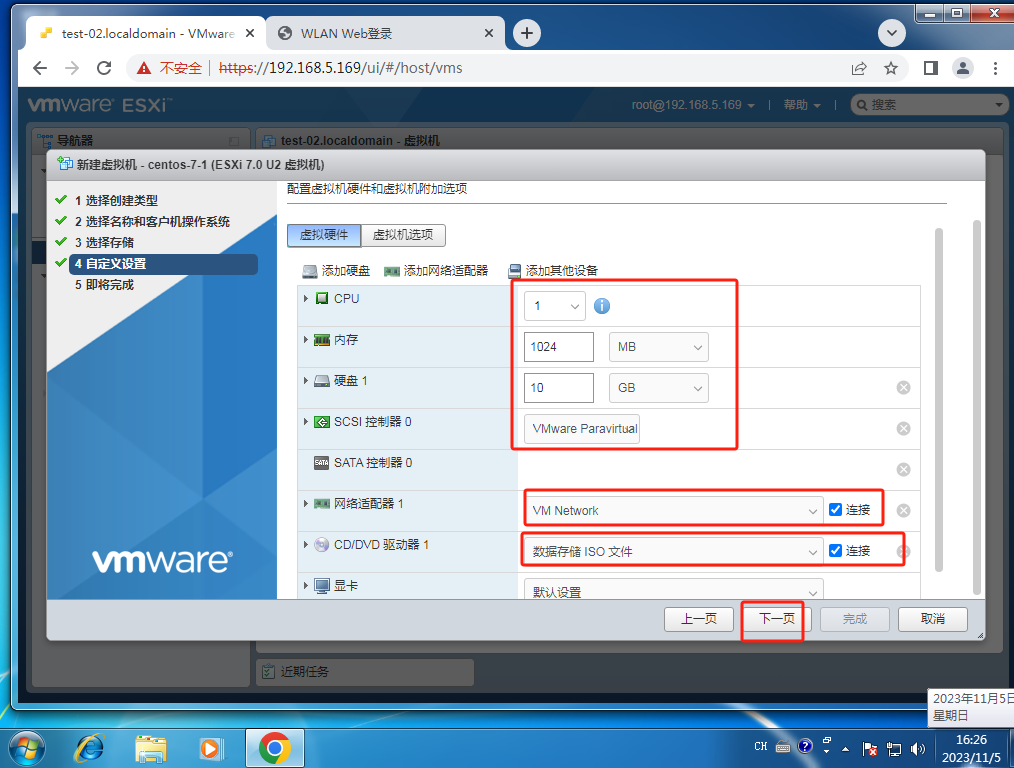 test-02.localdomain - VMware
WLAN Web登录
不安全
https://192.168.5.169/ui/#/host/vms
vmware ESXi™
root@192.168.5.169
帮助
搜索
导航器
test-02.localdomain - 虚拟机
新建虚拟机 - centos-7-1 (ESXi 7.0 U2 虚拟机)
1 选择创建类型
2 选择名称和客户机操作系统
3 选择存储
4 自定义设置
5 即将完成
配置虚拟机硬件和虚拟机附加选项
虚拟硬件
虚拟机选项
添加硬盘
添加网络适配器
添加其他设备
CPU
1
内存
1024
MB
硬盘 1
10
GB
SCSI 控制器 0
VMware Paravirtual
SATA
SATA 控制器 0
网络适配器 1
VM Network
连接
CD/DVD 驱动器 1
数据存储 ISO 文件
连接
显卡
默认设置
vmware®
上一页
下一页
完成
取消
近期任务
2023年11月5日
星期日
CH
16:26
2023/11/5